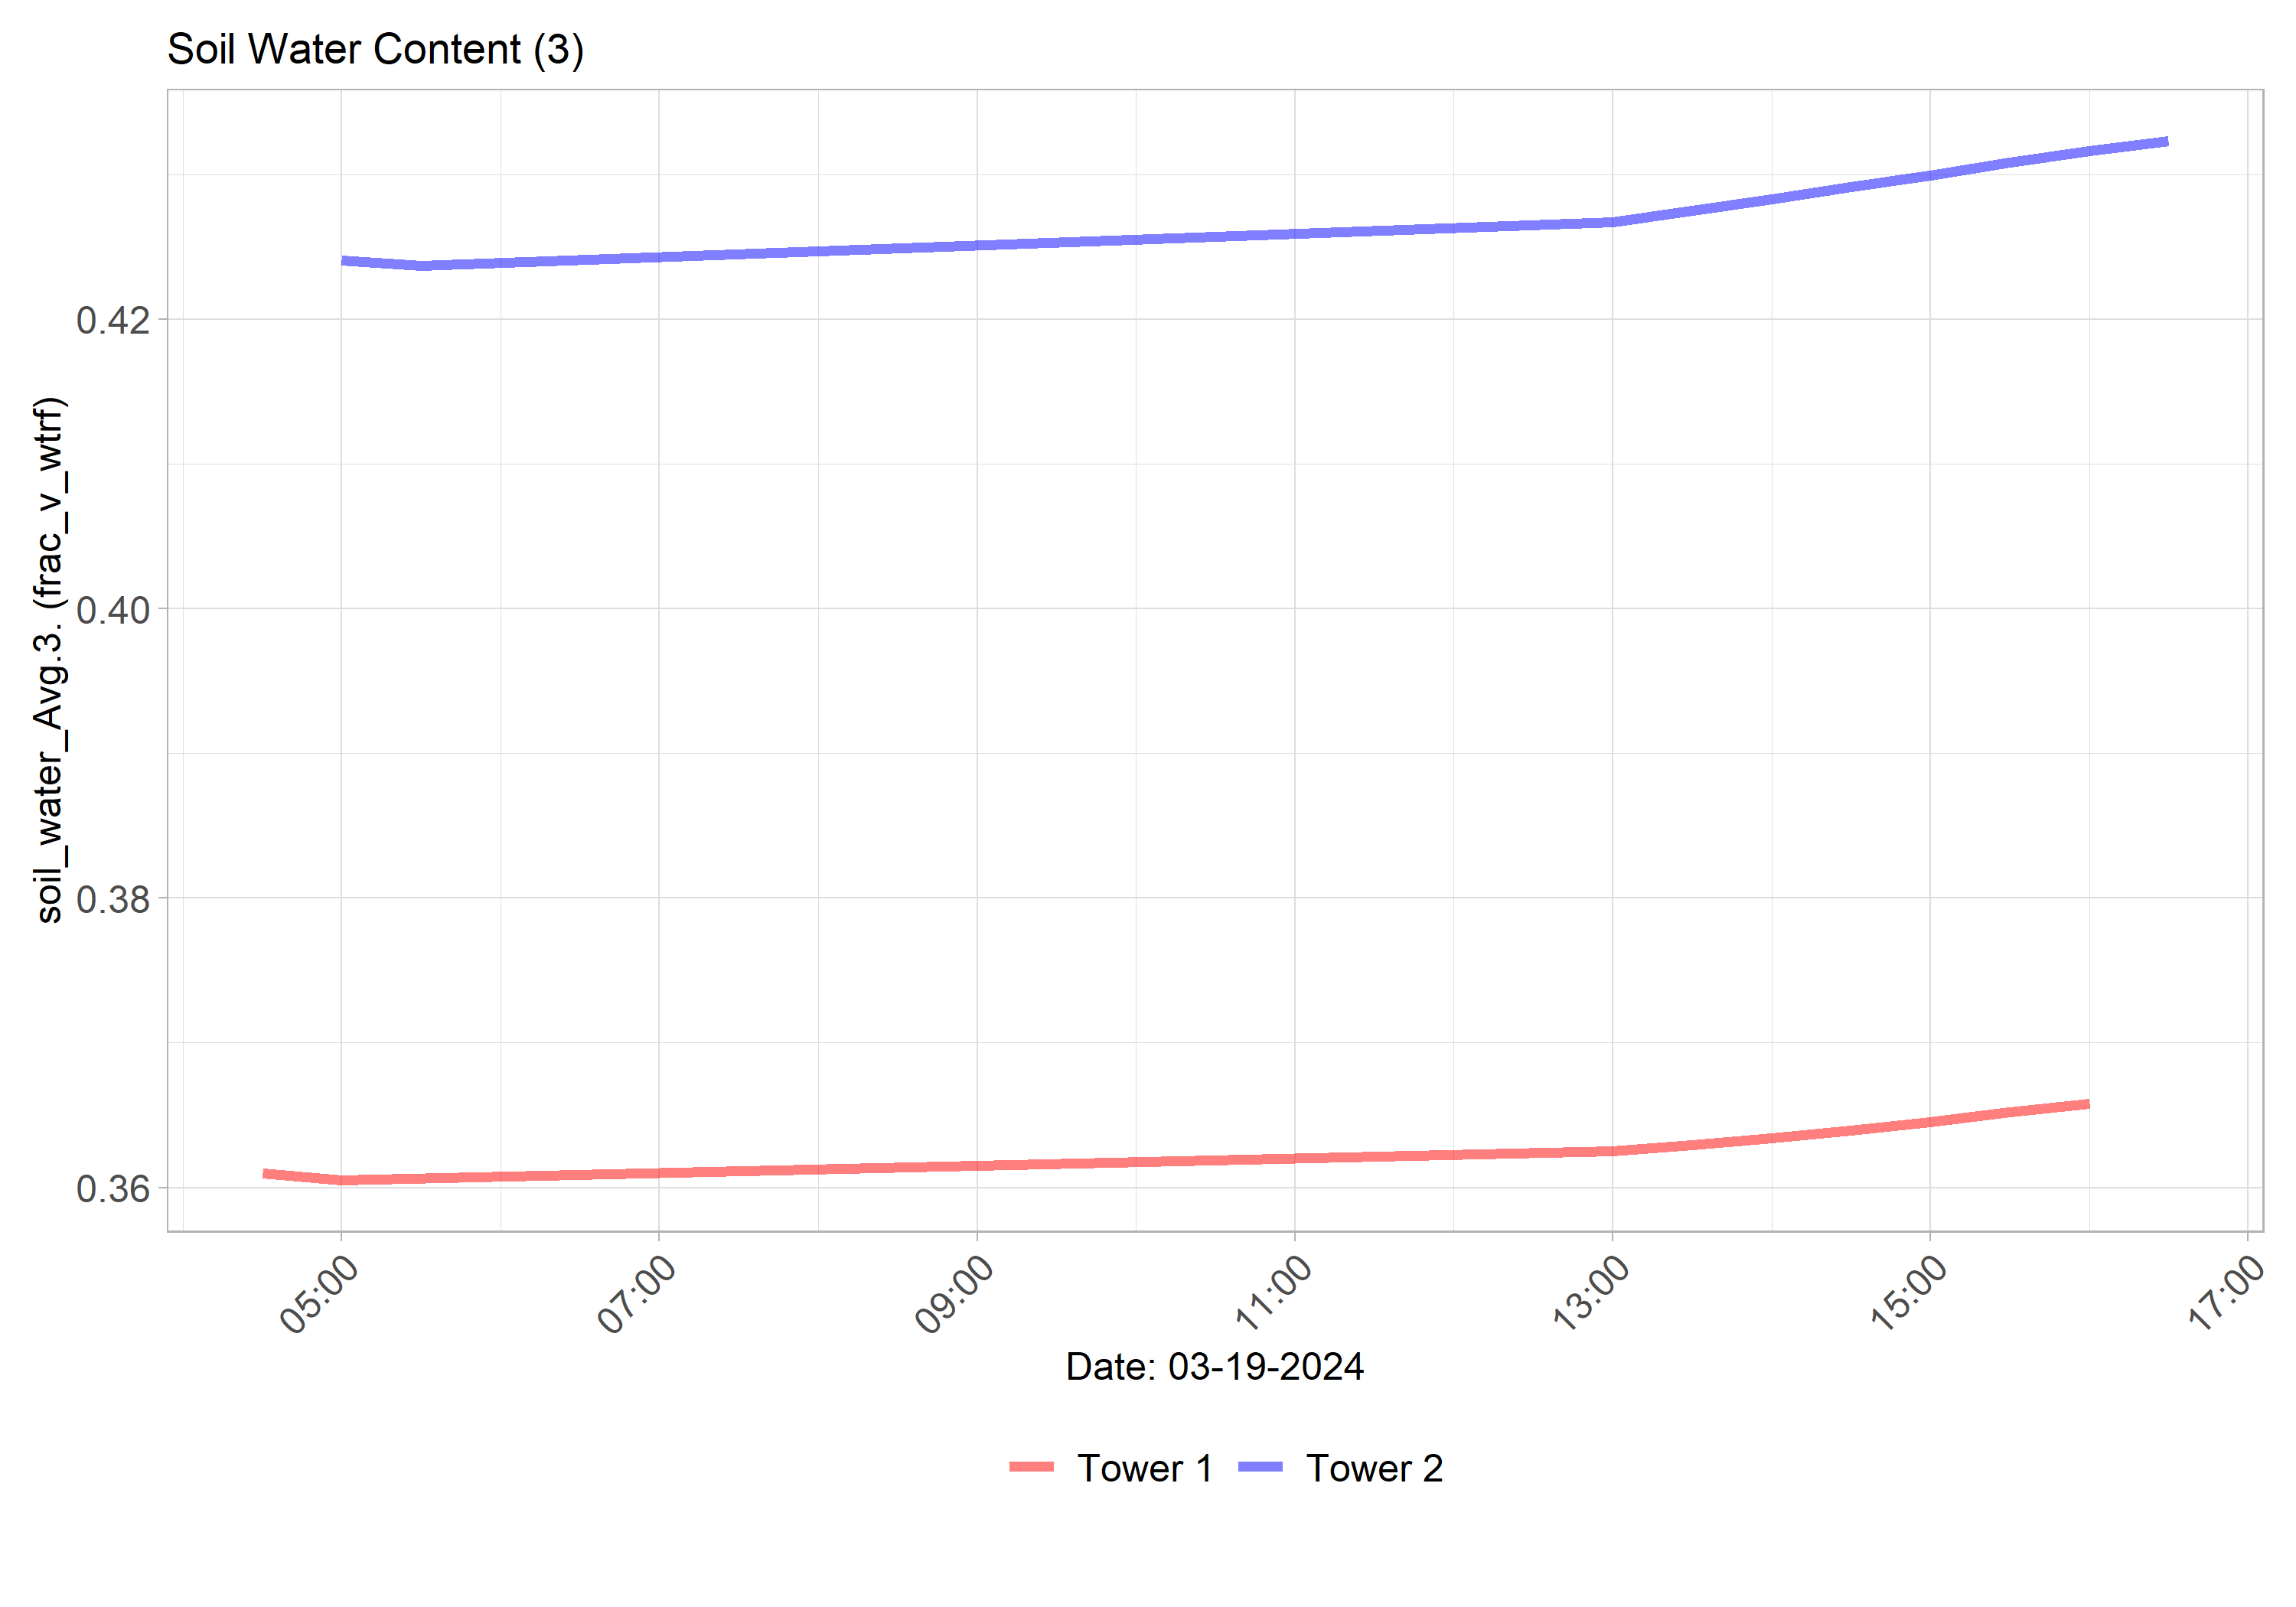 Soil Water Content (3)
soil_water_Avg.3. (frac_v_wtrf)
0.42
0.40
0.38
0.36
05:00
07:00
09:00
11:00
13:00
15:00
17:00
Date: 03-19-2024
Tower 1
Tower 2